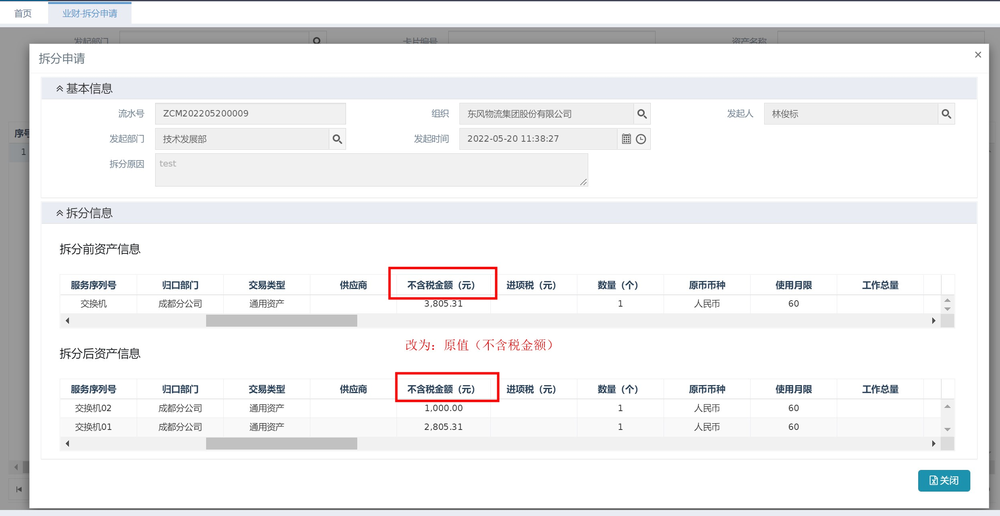 首页 业财-拆分申请
发起部门 卡片编号 资产名称
拆分申请
基本信息
流水号 ZCM202205200009 组织 东风物流集团股份有限公司 发起人 林俊标
发起部门 技术发展部 发起时间 2022-05-20 11:38:27
拆分原因 test
序号
1
拆分信息
拆分前资产信息
服务序列号 归口部门 交易类型 供应商 不含税金额（元） 进项税（元） 数量（个） 原币币种 使用月限 工作总量
交换机 成都分公司 通用资产 3,805.31 1 人民币 60
改为：原值（不含税金额）
拆分后资产信息
服务序列号 归口部门 交易类型 供应商 不含税金额（元） 进项税（元） 数量（个） 原币币种 使用月限 工作总量
交换机02 成都分公司 通用资产 1,000.00 1 人民币 60
交换机01 成都分公司 通用资产 2,805.31 1 人民币 60
关闭